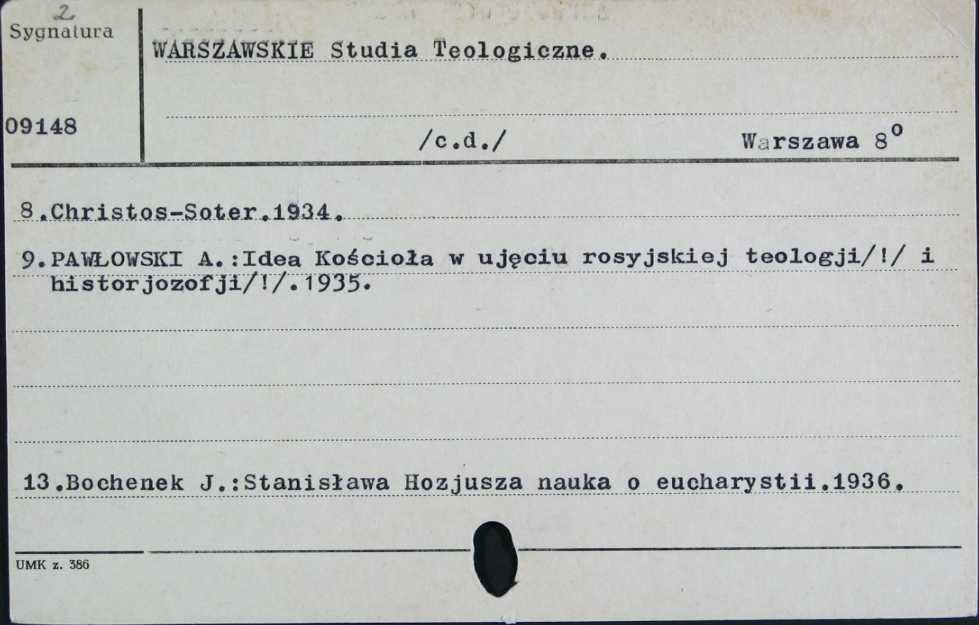 2
Sygnatura
WARSZAWSKIE Studia Teologiczne.
09148
/c.d./ Warszawa 8°
8.Christos-Soter.1934.
9.PAWŁOWSKI A.:Idea Kościoła w ujęciu rosyjskiej teologji/!/ i
historjozofji/!/.1935.
13.Bochenek J.:Stanisława Hozjusza nauka o eucharystii.1936.
UMK z. 386